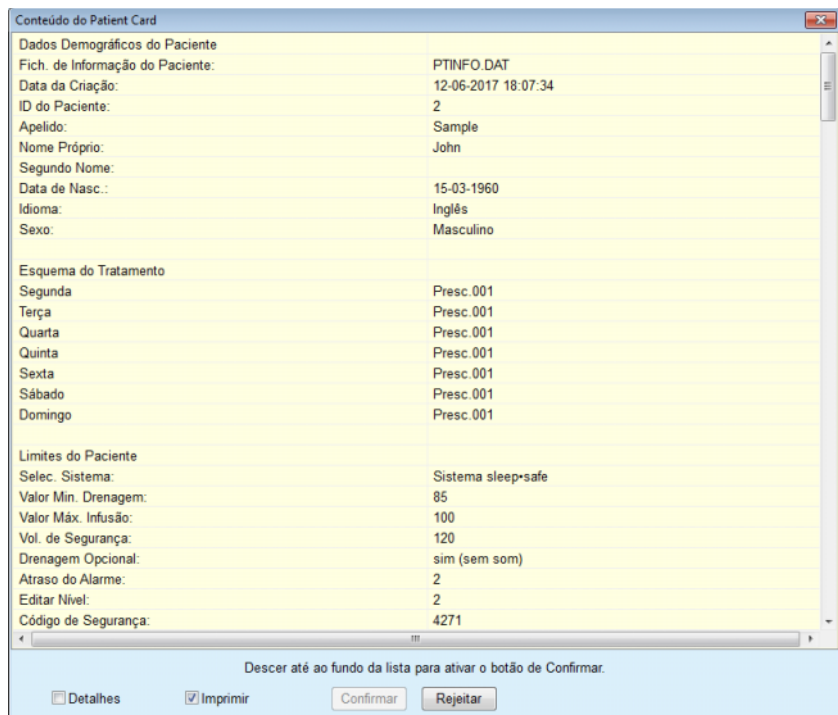 Conteúdo do Patient Card
Dados Demográficos do Paciente
Fich. de Informação do Paciente: PTINFO.DAT
Data da Criação: 12-06-2017 18:07:34
ID do Paciente: 2
Apelido: Sample
Nome Próprio: John
Segundo Nome:
Data de Nasc.: 15-03-1960
Idioma: Inglês
Sexo: Masculino
Esquema do Tratamento
Segunda Presc.001
Terça Presc.001
Quarta Presc.001
Quinta Presc.001
Sexta Presc.001
Sábado Presc.001
Domingo Presc.001
Limites do Paciente
Selec. Sistema: Sistema sleep•safe
Valor Min. Drenagem: 85
Valor Máx. Infusão: 100
Vol. de Segurança: 120
Drenagem Opcional: sim (sem som)
Atraso do Alarme: 2
Editar Nível: 2
Código de Segurança: 4271
Descer até ao fundo da lista para ativar o botão de Confirmar.
Detalhes Imprimir Confirmar Rejeitar